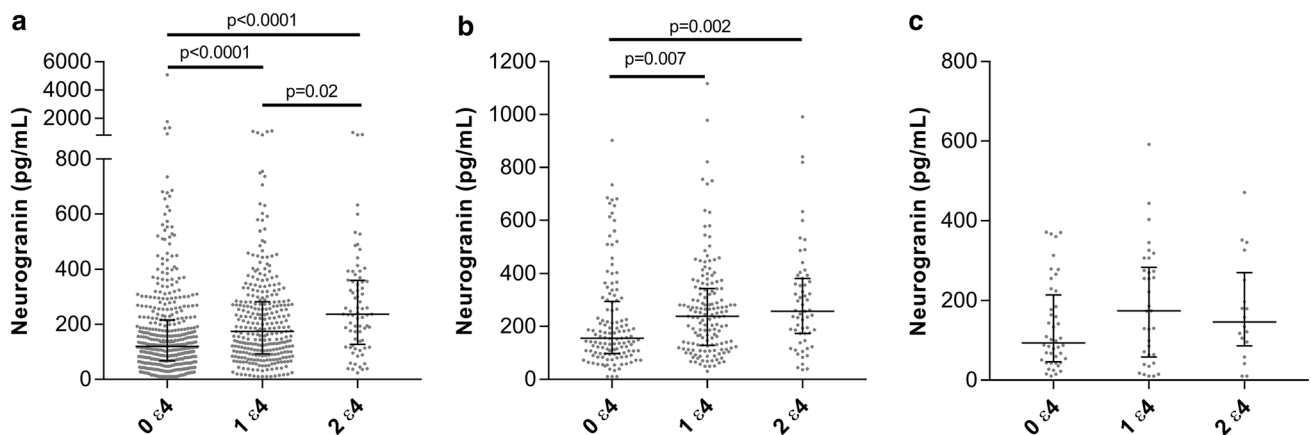 a
p<0.0001
p<0.0001
p=0.02
Neurogranin (pg/mL)
6000
4000
2000
800
600
400
200
0
0 ε4
1 ε4
2 ε4
b
p=0.002
p=0.007
Neurogranin (pg/mL)
1200
1000
800
600
400
200
0
0 ε4
1 ε4
2 ε4
c
Neurogranin (pg/mL)
800
600
400
200
0
0 ε4
1 ε4
2 ε4